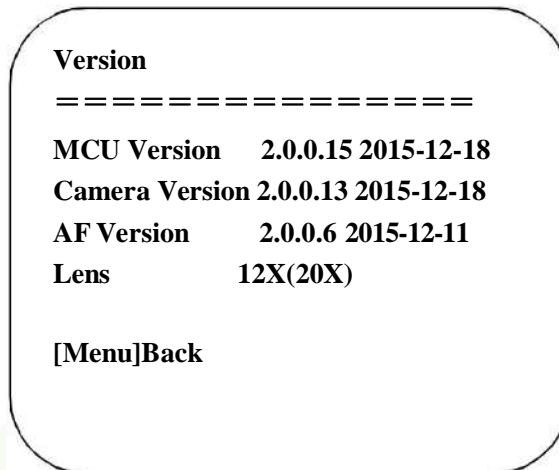 Version
===============
MCU Version 2.0.0.15 2015-12-18
Camera Version 2.0.0.13 2015-12-18
AF Version 2.0.0.6 2015-12-11
Lens 12X(20X)
[Menu]Back